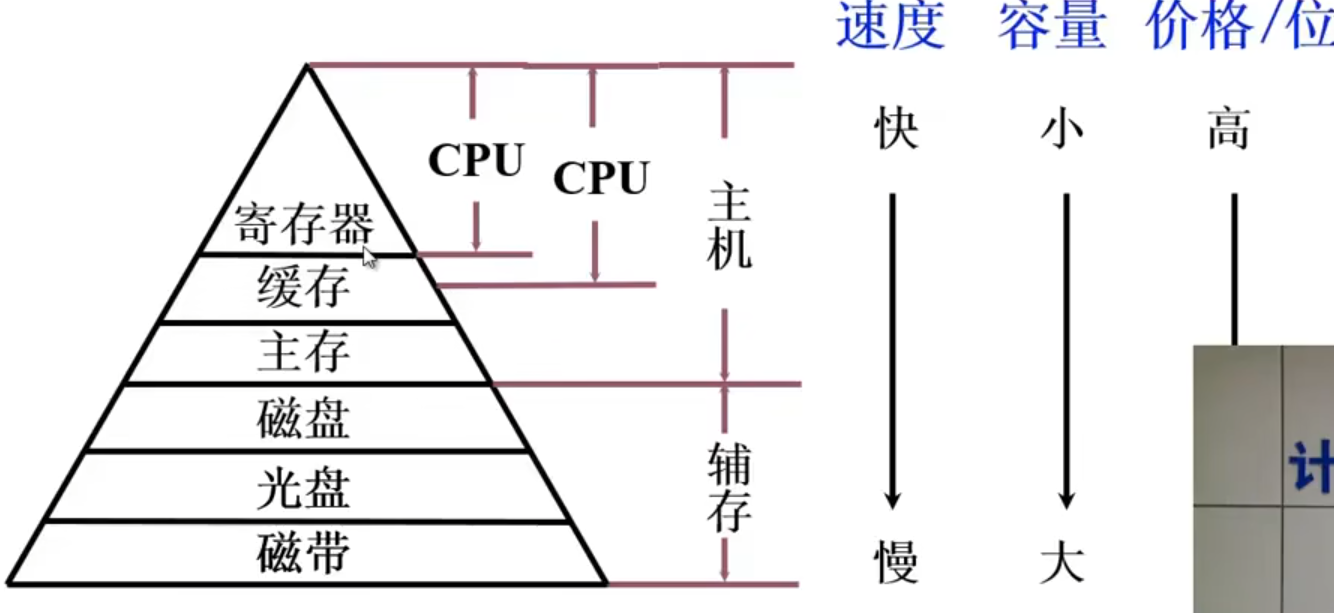 速度 容量 价格/位
快 小 高
CPU CPU
主机
寄存器
缓存
主存
磁盘
辅存
光盘
磁带
慢 大
计